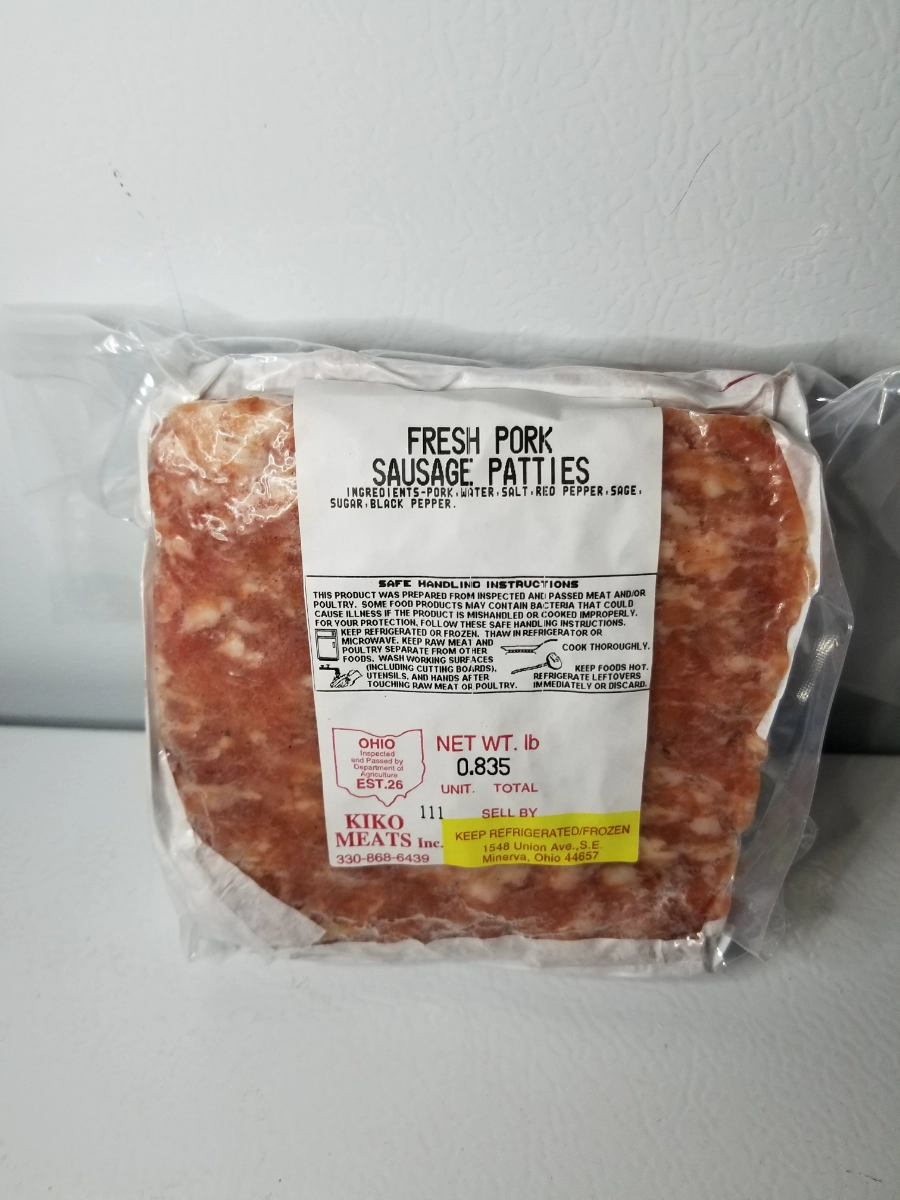 FRESH PORK
SAUSAGE PATTIES
INGREDIENTS-PORK,WATER,SALT,RED PEPPER,SAGE,
SUGAR,BLACK PEPPER.
SAFE HANDLING INSTRUCTIONS
THIS PRODUCT WAS PREPARED FROM INSPECTED AND PASSED MEAT AND/OR
POULTRY. SOME FOOD PRODUCTS MAY CONTAIN BACTERIA THAT COULD
CAUSE ILLNESS IF THE PRODUCT IS MISHANDLED OR COOKED IMPROPERLY.
FOR YOUR PROTECTION, FOLLOW THESE SAFE HANDLING INSTRUCTIONS.
KEEP REFRIGERATED OR FROZEN. THAW IN REFRIGERATOR OR
MICROWAVE. KEEP RAW MEAT AND
POULTRY SEPARATE FROM OTHER
FOODS. WASH WORKING SURFACES
(INCLUDING CUTTING BOARDS),
UTENSILS, AND HANDS AFTER
TOUCHING RAW MEAT OR POULTRY.
COOK THOROUGHLY.
KEEP FOODS HOT.
REFRIGERATE LEFTOVERS
IMMEDIATELY OR DISCARD.
OHIO
Inspected
and Passed by
Department of
Agriculture
EST.26
NET WT. lb
0.835
UNIT. TOTAL
111
SELL BY
KIKO
MEATS Inc.
330-868-6439
KEEP REFRIGERATED/FROZEN
1548 Union Ave.,S.E.
Minerva, Ohio 44657